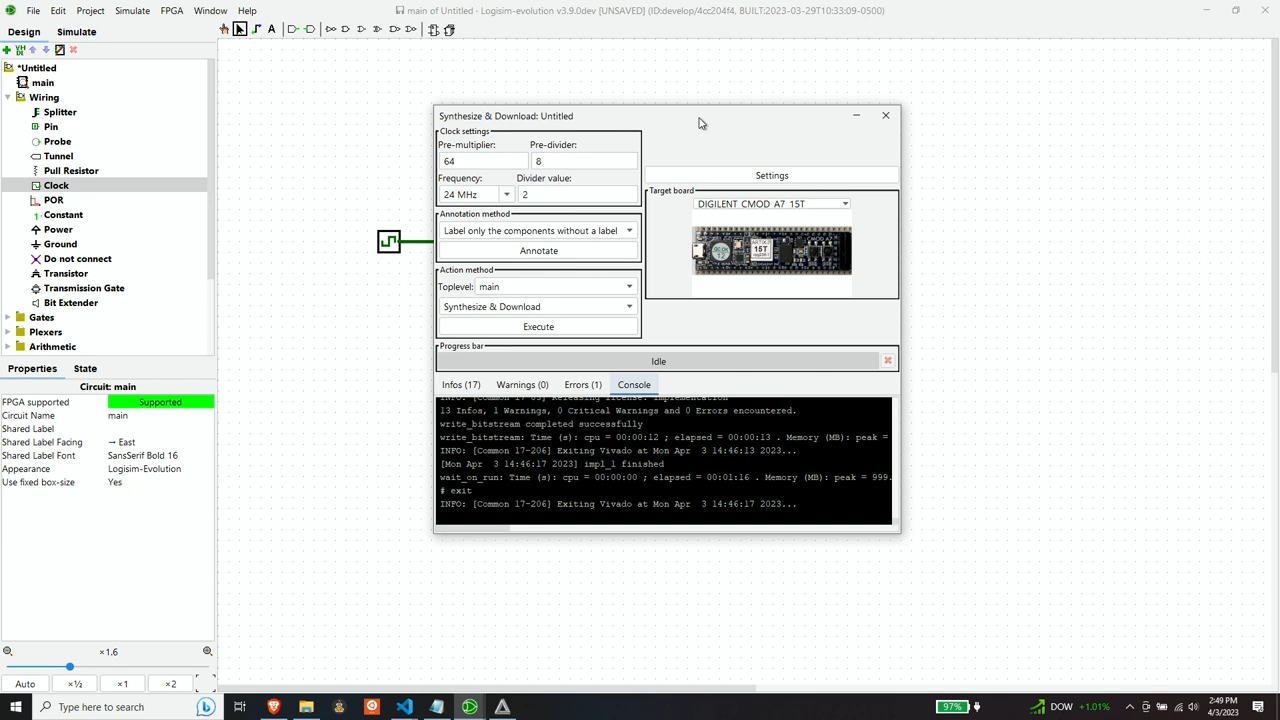 File Edit Project Simulate FPGA Window Help
main of Untitled - Logisim-evolution v3.9.0dev [UNSAVED] (ID:develop/4cc204f4, BUILT:2023-03-29T10:33:09-0500)
Design Simulate
*Untitled
main
Wiring
Splitter
Pin
Probe
Tunnel
Pull Resistor
Clock
POR
Constant
Power
Ground
Do not connect
Transistor
Transmission Gate
Bit Extender
Gates
Plexers
Arithmetic
Properties State
Circuit: main
FPGA supported Supported
Circuit Name main
Shared Label
Shared Label Facing → East
Shared Label Font SansSerif Bold 16
Appearance Logisim-Evolution
Use fixed box-size Yes
×1.6
Auto ×½ ×1 ×2
Synthesize & Download: Untitled
Clock settings
Pre-multiplier: Pre-divider:
64 8
Frequency: Divider value:
24 MHz 2
Annotation method
Label only the components without a label
Annotate
Action method
Toplevel: main
Synthesize & Download
Execute
Settings
Target board
DIGILENT_CMOD_A7_15T
15T
Progress bar
Idle
Infos (17) Warnings (0) Errors (1) Console
INFO: [Common 17-83] Releasing license: Implementation
13 Infos, 1 Warnings, 0 Critical Warnings and 0 Errors encountered.
write_bitstream completed successfully
write_bitstream: Time (s): cpu = 00:00:12 ; elapsed = 00:00:13 . Memory (MB): peak =
INFO: [Common 17-206] Exiting Vivado at Mon Apr  3 14:46:13 2023...
[Mon Apr  3 14:46:17 2023] impl_1 finished
wait_on_run: Time (s): cpu = 00:00:00 ; elapsed = 00:01:16 . Memory (MB): peak = 999.
# exit
INFO: [Common 17-206] Exiting Vivado at Mon Apr  3 14:46:17 2023...
Type here to search
97%
DOW +1.01%
2:49 PM
4/3/2023